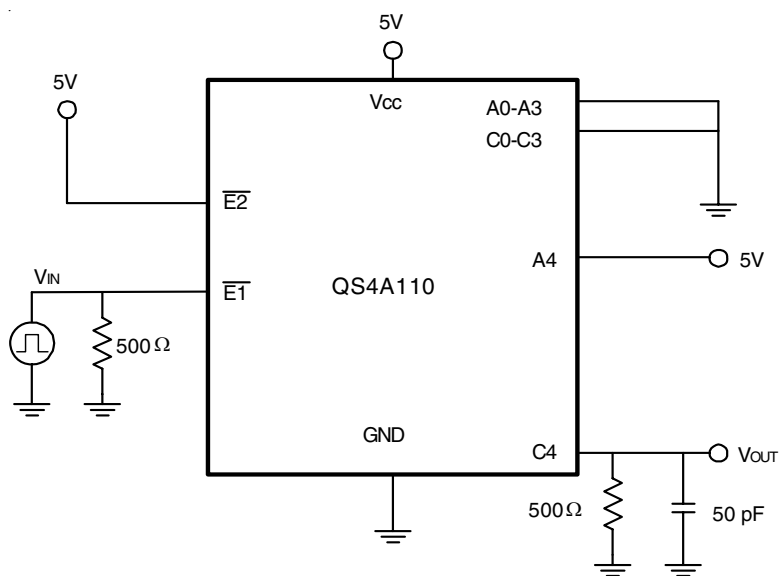 5V
5V
Vcc
A0-A3
C0-C3
E2
A4
5V
VIN
E1
QS4A110
500Ω
GND
C4
VOUT
500Ω
50 pF